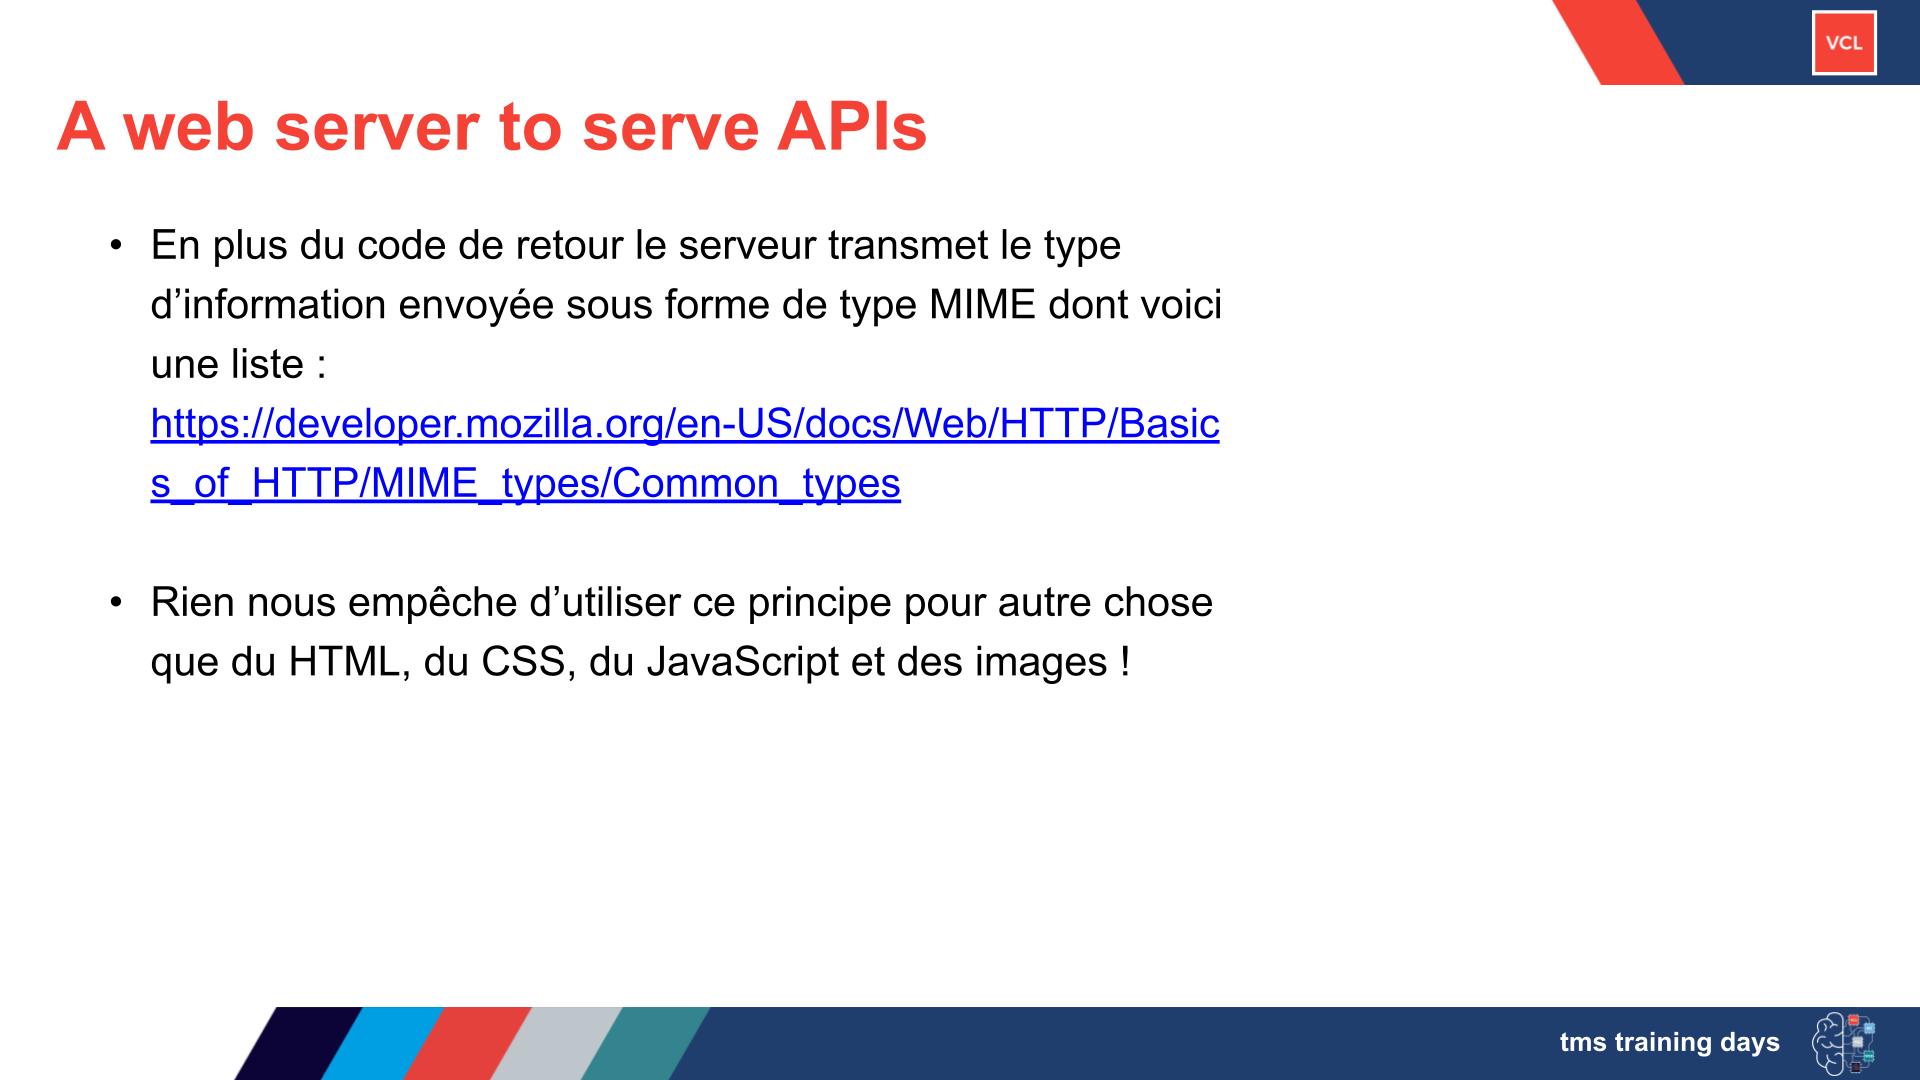 VCL
A web server to serve APIs
• En plus du code de retour le serveur transmet le type
d’information envoyée sous forme de type MIME dont voici
une liste :
https://developer.mozilla.org/en-US/docs/Web/HTTP/Basic
s_of_HTTP/MIME_types/Common_types
• Rien nous empêche d’utiliser ce principe pour autre chose
que du HTML, du CSS, du JavaScript et des images !
tms training days